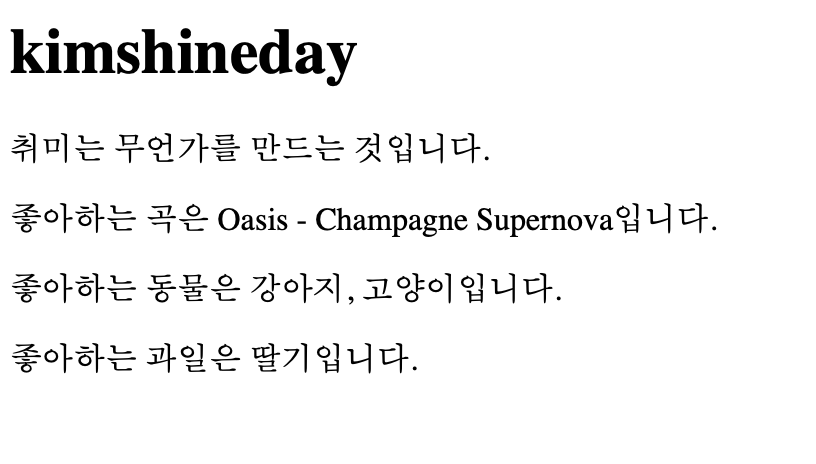 kimshineday
취미는 무언가를 만드는 것입니다.
좋아하는 곡은 Oasis - Champagne Supernova입니다.
좋아하는 동물은 강아지, 고양이입니다.
좋아하는 과일은 딸기입니다.